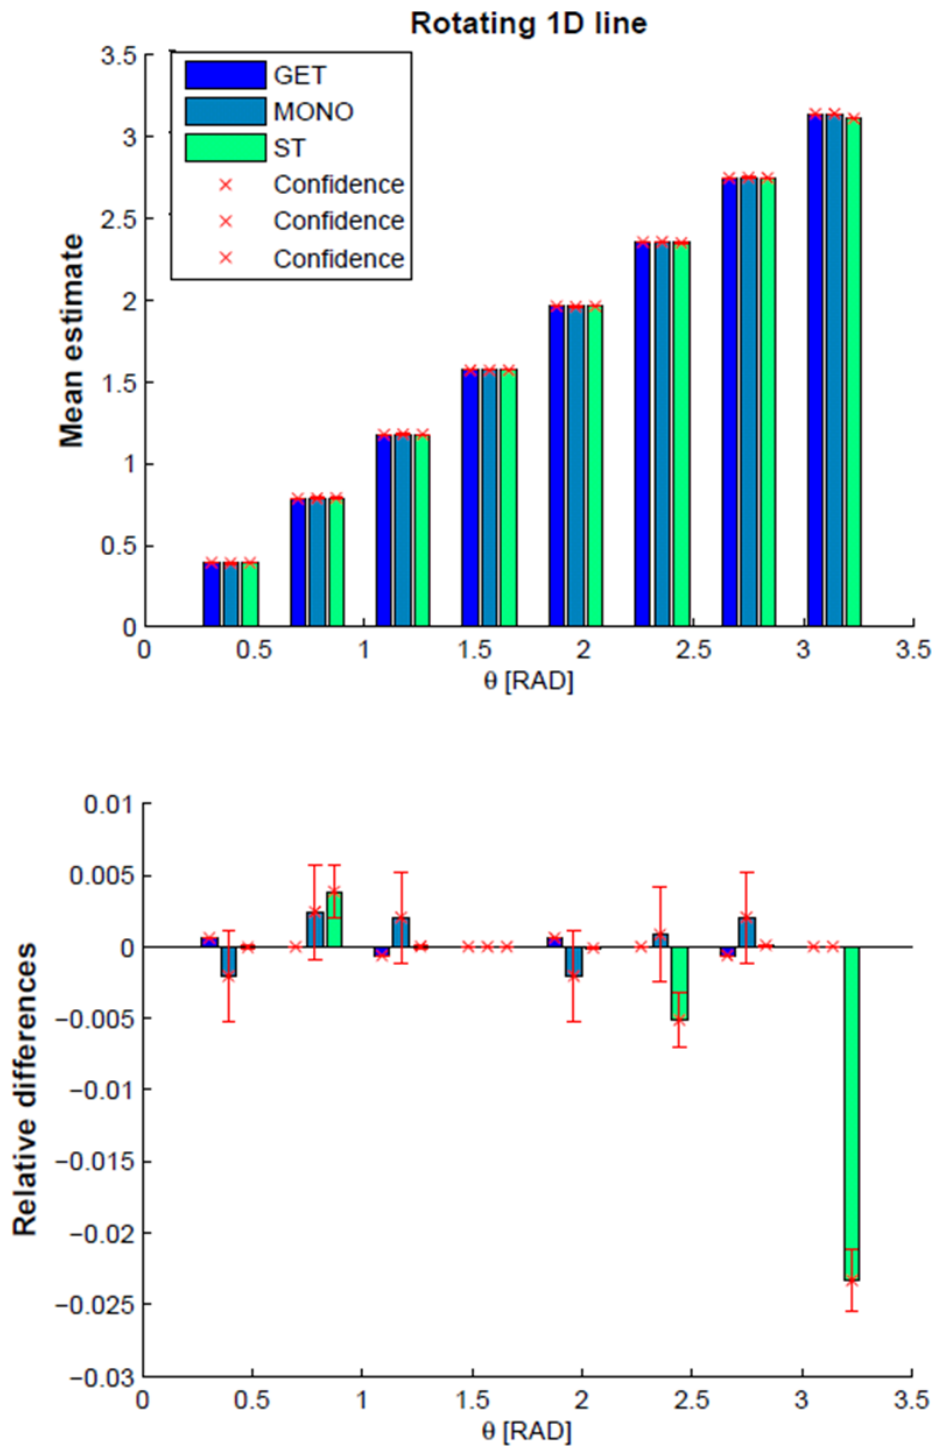 Rotating 1D line
3.5
3
2.5
2
1.5
1
0.5
0
Mean estimate
GET
MONO
ST
Confidence
Confidence
Confidence
0 0.5 1 1.5 2 2.5 3 3.5
θ [RAD]
0.01
0.005
0
−0.005
−0.01
−0.015
−0.02
−0.025
−0.03
Relative differences
0 0.5 1 1.5 2 2.5 3 3.5
θ [RAD]